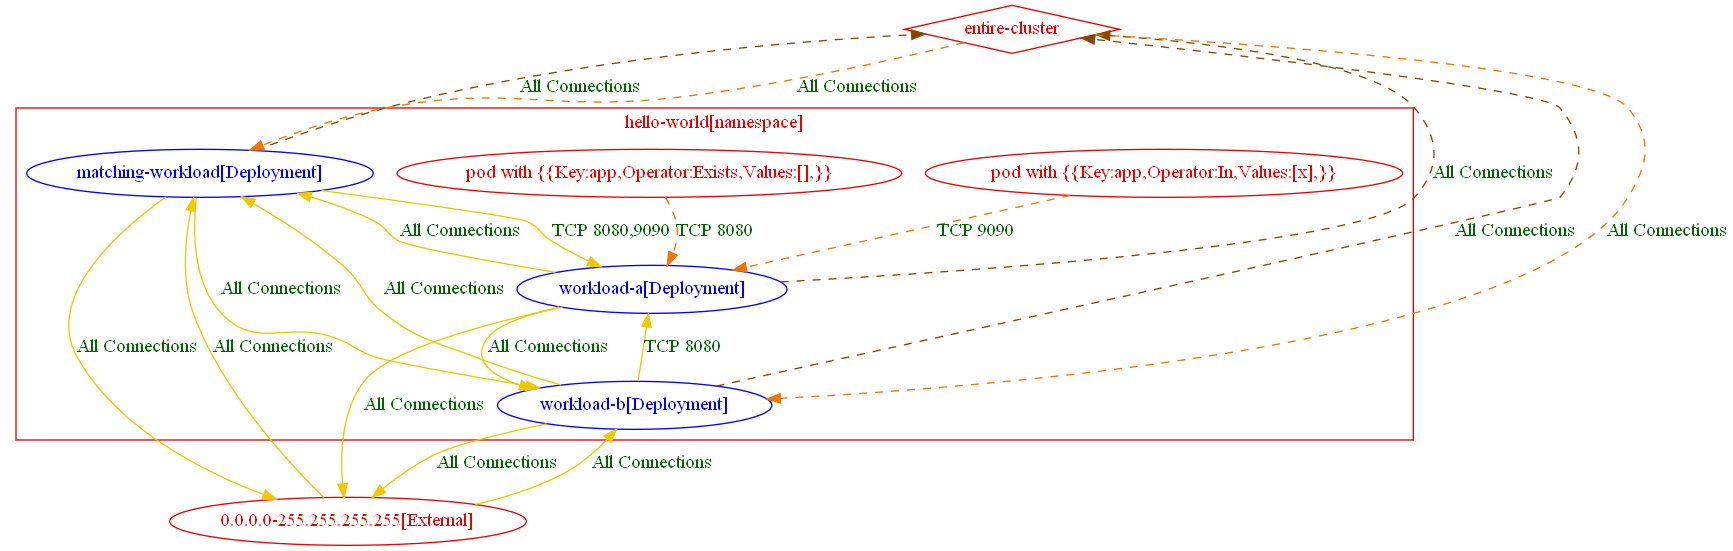 entire-cluster
All Connections
All Connections
hello-world[namespace]
matching-workload[Deployment]
pod with {{Key:app,Operator:Exists,Values:[],}}
pod with {{Key:app,Operator:In,Values:[x],}}
All Connections
All Connections
TCP 8080,9090
TCP 8080
TCP 9090
All Connections
All Connections
All Connections
All Connections
workload-a[Deployment]
All Connections
All Connections
All Connections
TCP 8080
All Connections
workload-b[Deployment]
All Connections
All Connections
0.0.0.0-255.255.255.255[External]